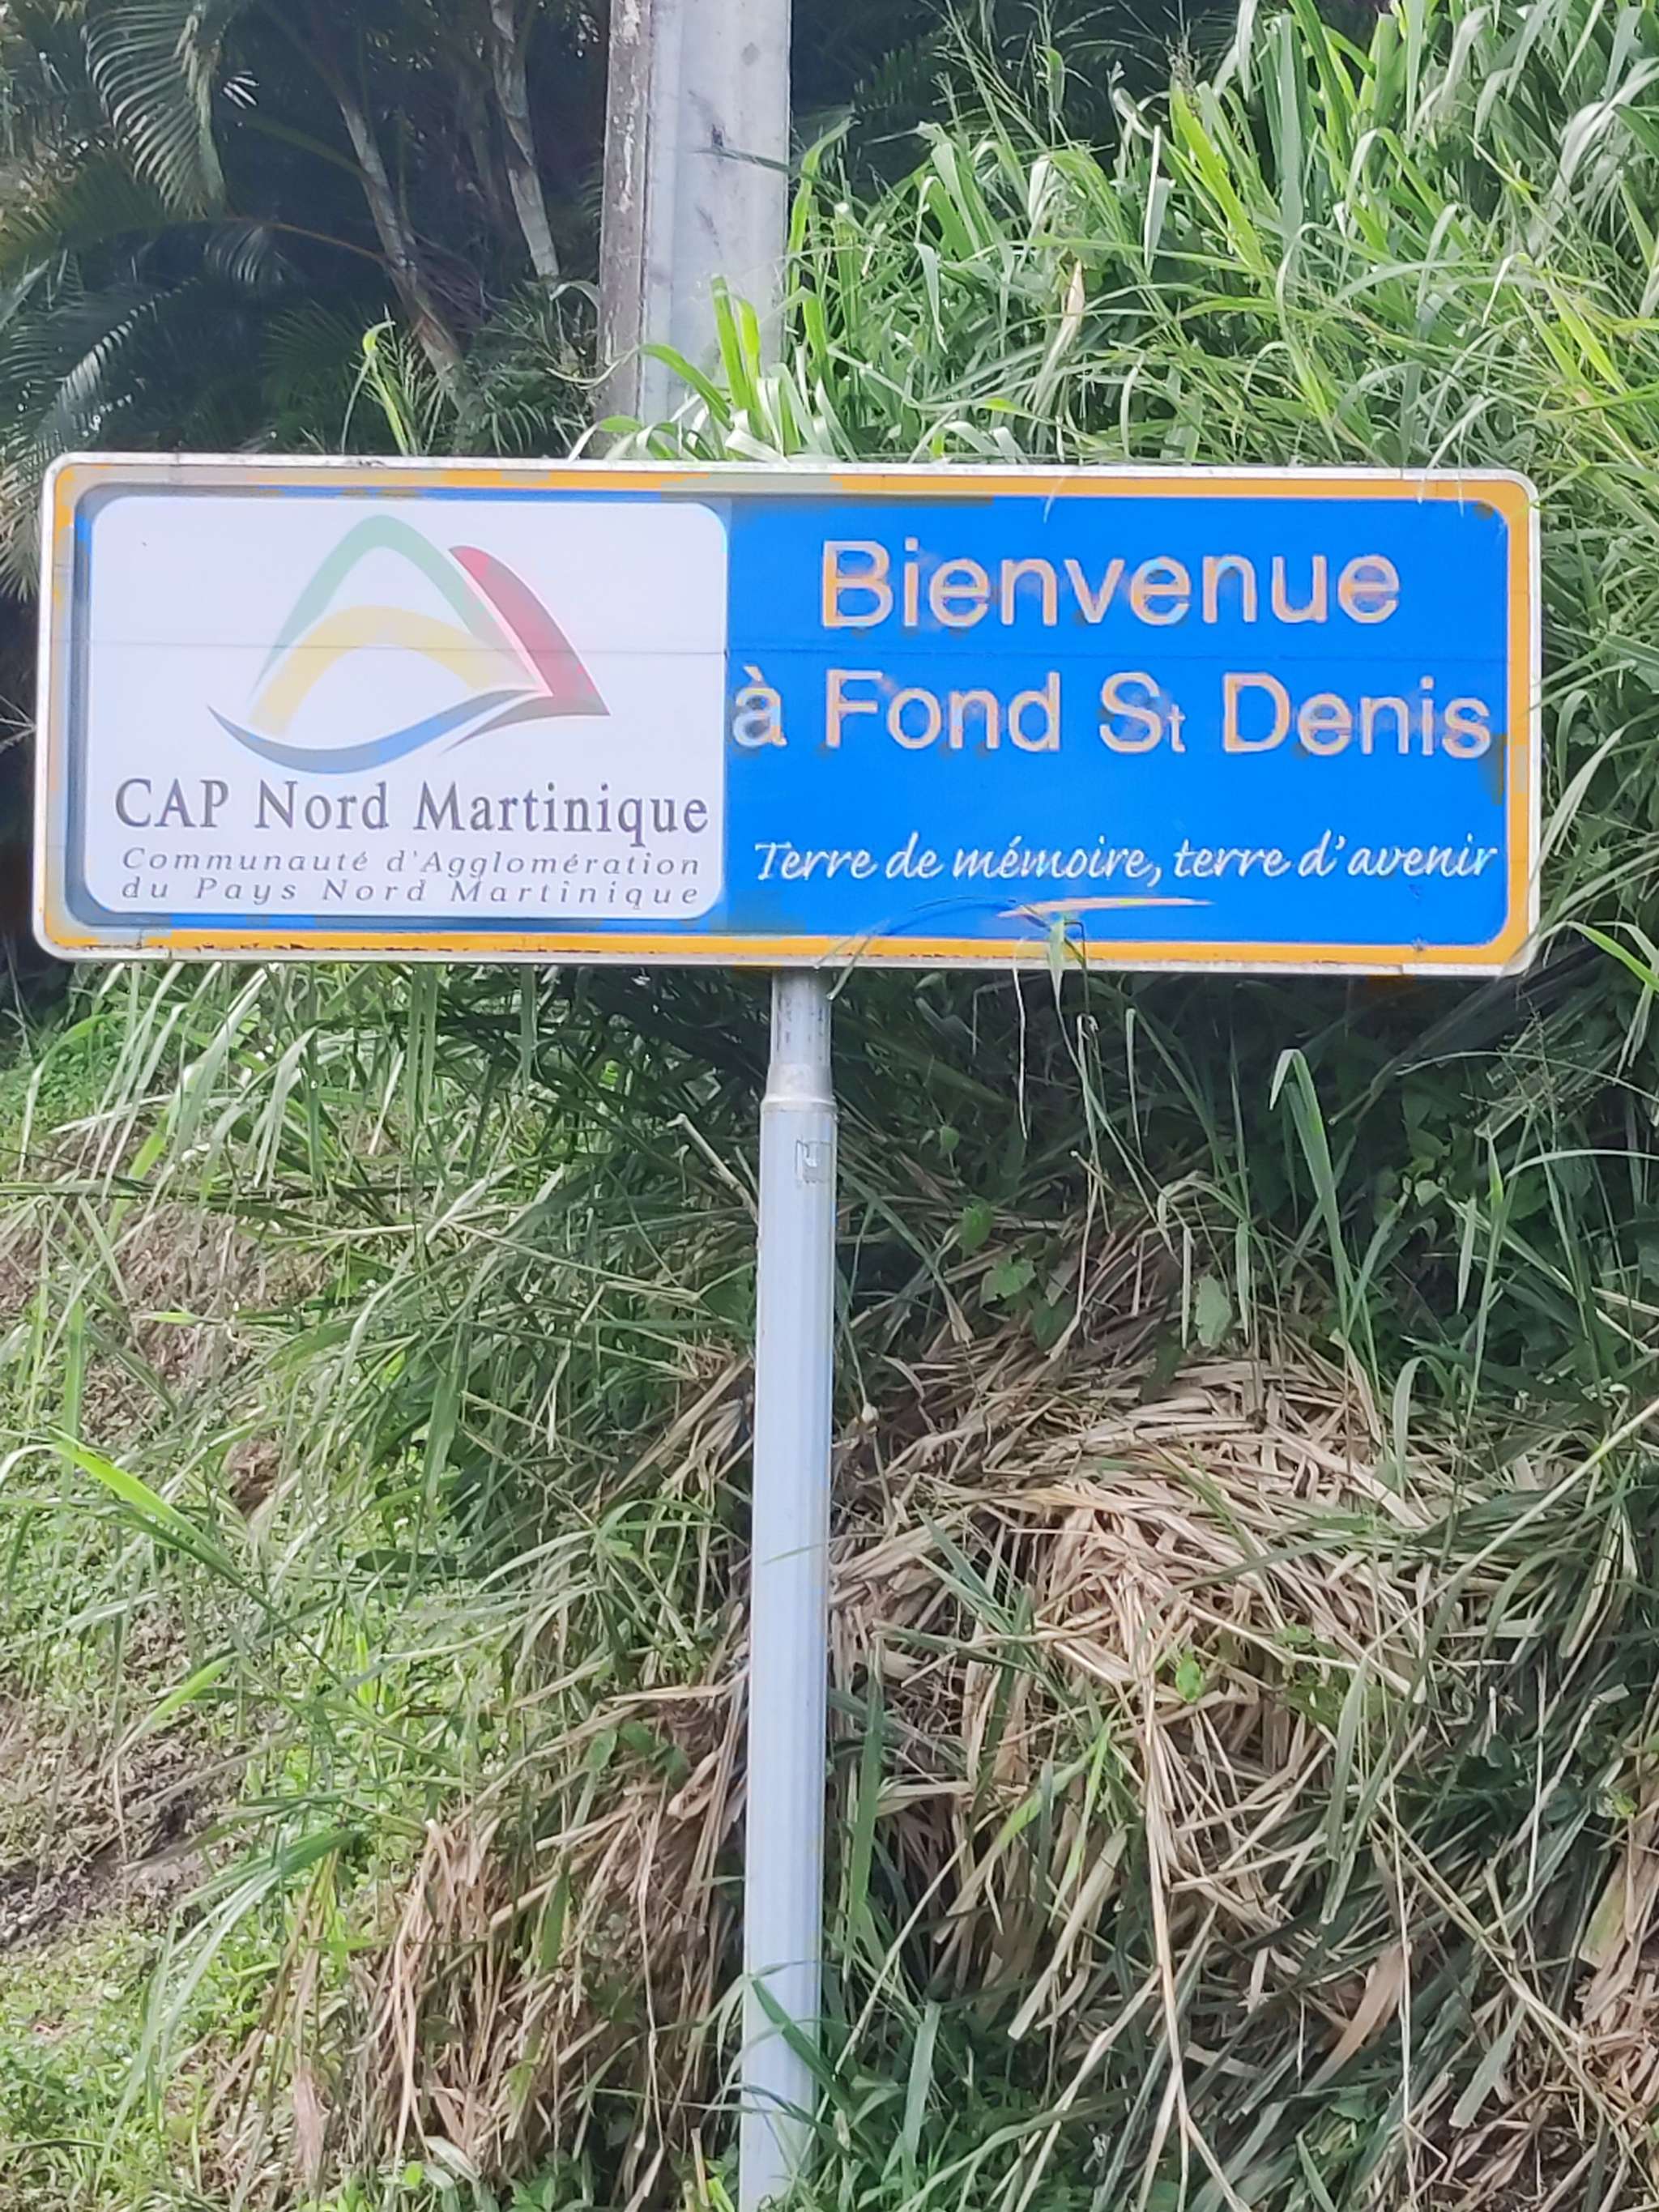 CAP Nord Martinique
Communauté d'Agglomération
du Pays Nord Martinique
Bienvenue
à Fond St Denis
Terre de mémoire, terre d'avenir